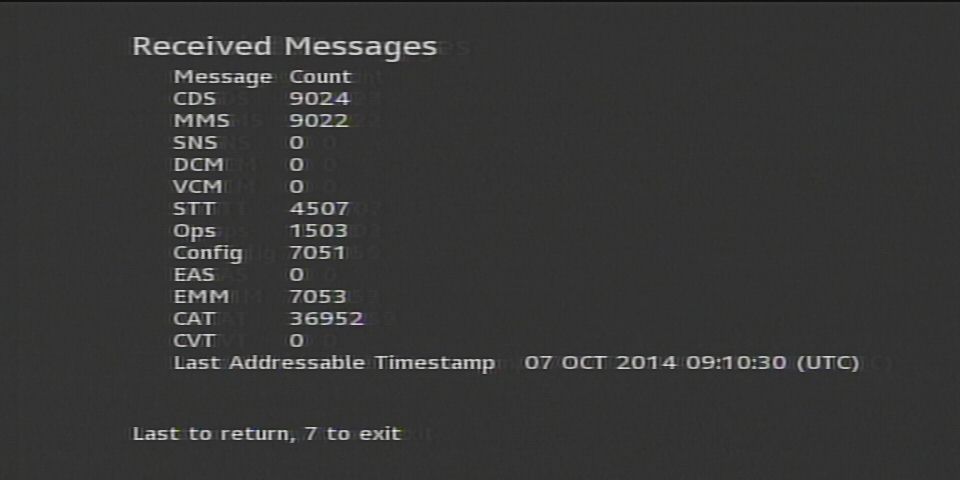 Received Messages
Message Count
CDS 9024
MMS 9022
SNS 0
DCM 0
VCM 0
STT 4507
Ops 1503
Config 7051
EAS 0
EMM 7053
CAT 36952
CVT 0
Last Addressable Timestamp 07 OCT 2014 09:10:30 (UTC)
Last to return, 7 to exit